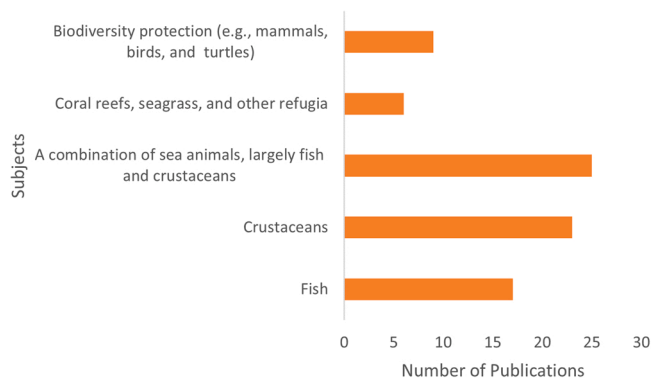 Biodiversity protection (e.g., mammals,
birds, and turtles)
Coral reefs, seagrass, and other refugia
A combination of sea animals, largely fish
and crustaceans
Crustaceans
Fish
Subjects
0 5 10 15 20 25 30
Number of Publications